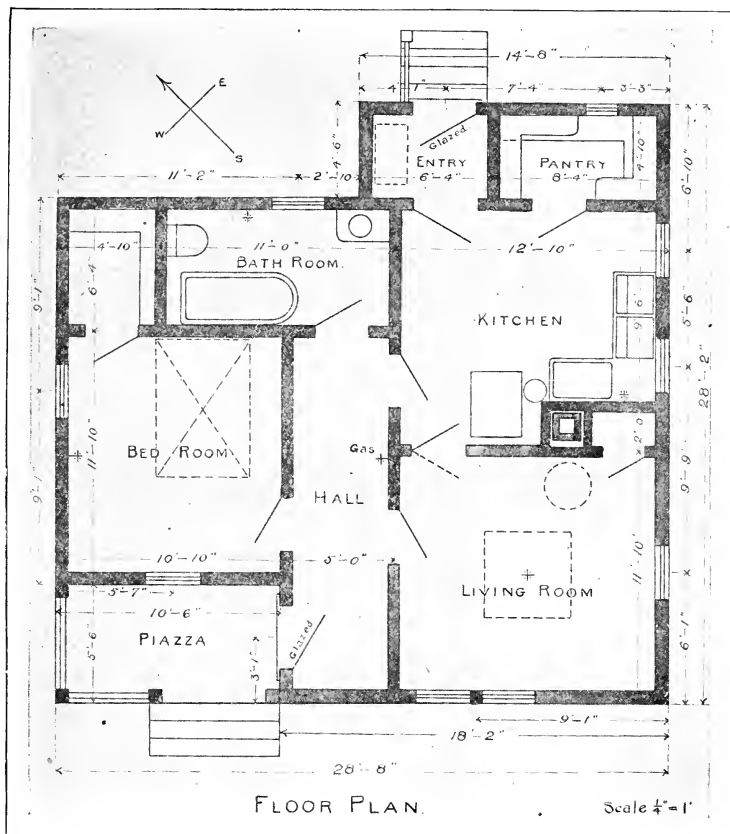 14'-8"
4'-1" 7'-4" 3'-3"
E
W
S
4'-6"
Glazed
ENTRY
6'-4"
PANTRY
8'-4"
4'-10"
6'-10"
11'-2" 2'-10"
4'-10"
11'-0"
BATH ROOM.
12'-10"
6'-4"
9'-1"
KITCHEN
9'-6"
5'-6"
28'-2"
2'-0"
9'-9"
BED ROOM
11'-10"
Gas
HALL
9'-1"
10'-10"
5'-0"
LIVING ROOM
11'-10"
5'-7"
10'-6"
PIAZZA
5'-6"
3'-1"
Glazed
6'-1"
9'-1"
18'-2"
28'-8"
FLOOR PLAN.
Scale ¼"=1'